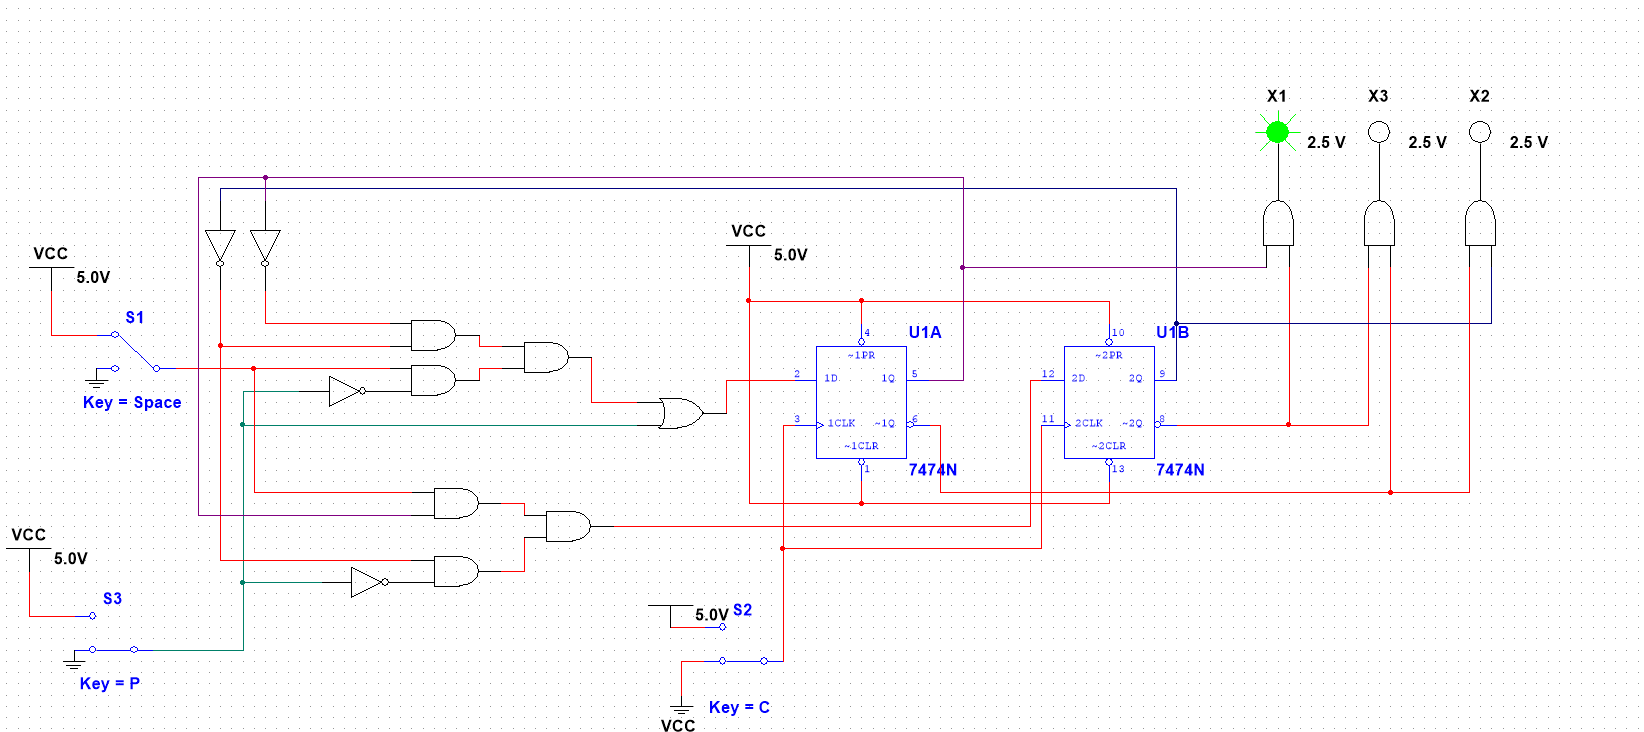 X1
X3
X2
2.5 V
2.5 V
2.5 V
VCC
5.0V
VCC
5.0V
S1
Key = Space
4
U1A
~1PR
2
1D
1Q
5
3
1CLK
~1Q
6
~1CLR
1
7474N
10
U1B
~2PR
12
2D
2Q
9
11
2CLK
~2Q
8
~2CLR
13
7474N
VCC
5.0V
S3
Key = P
5.0V
S2
Key = C
VCC